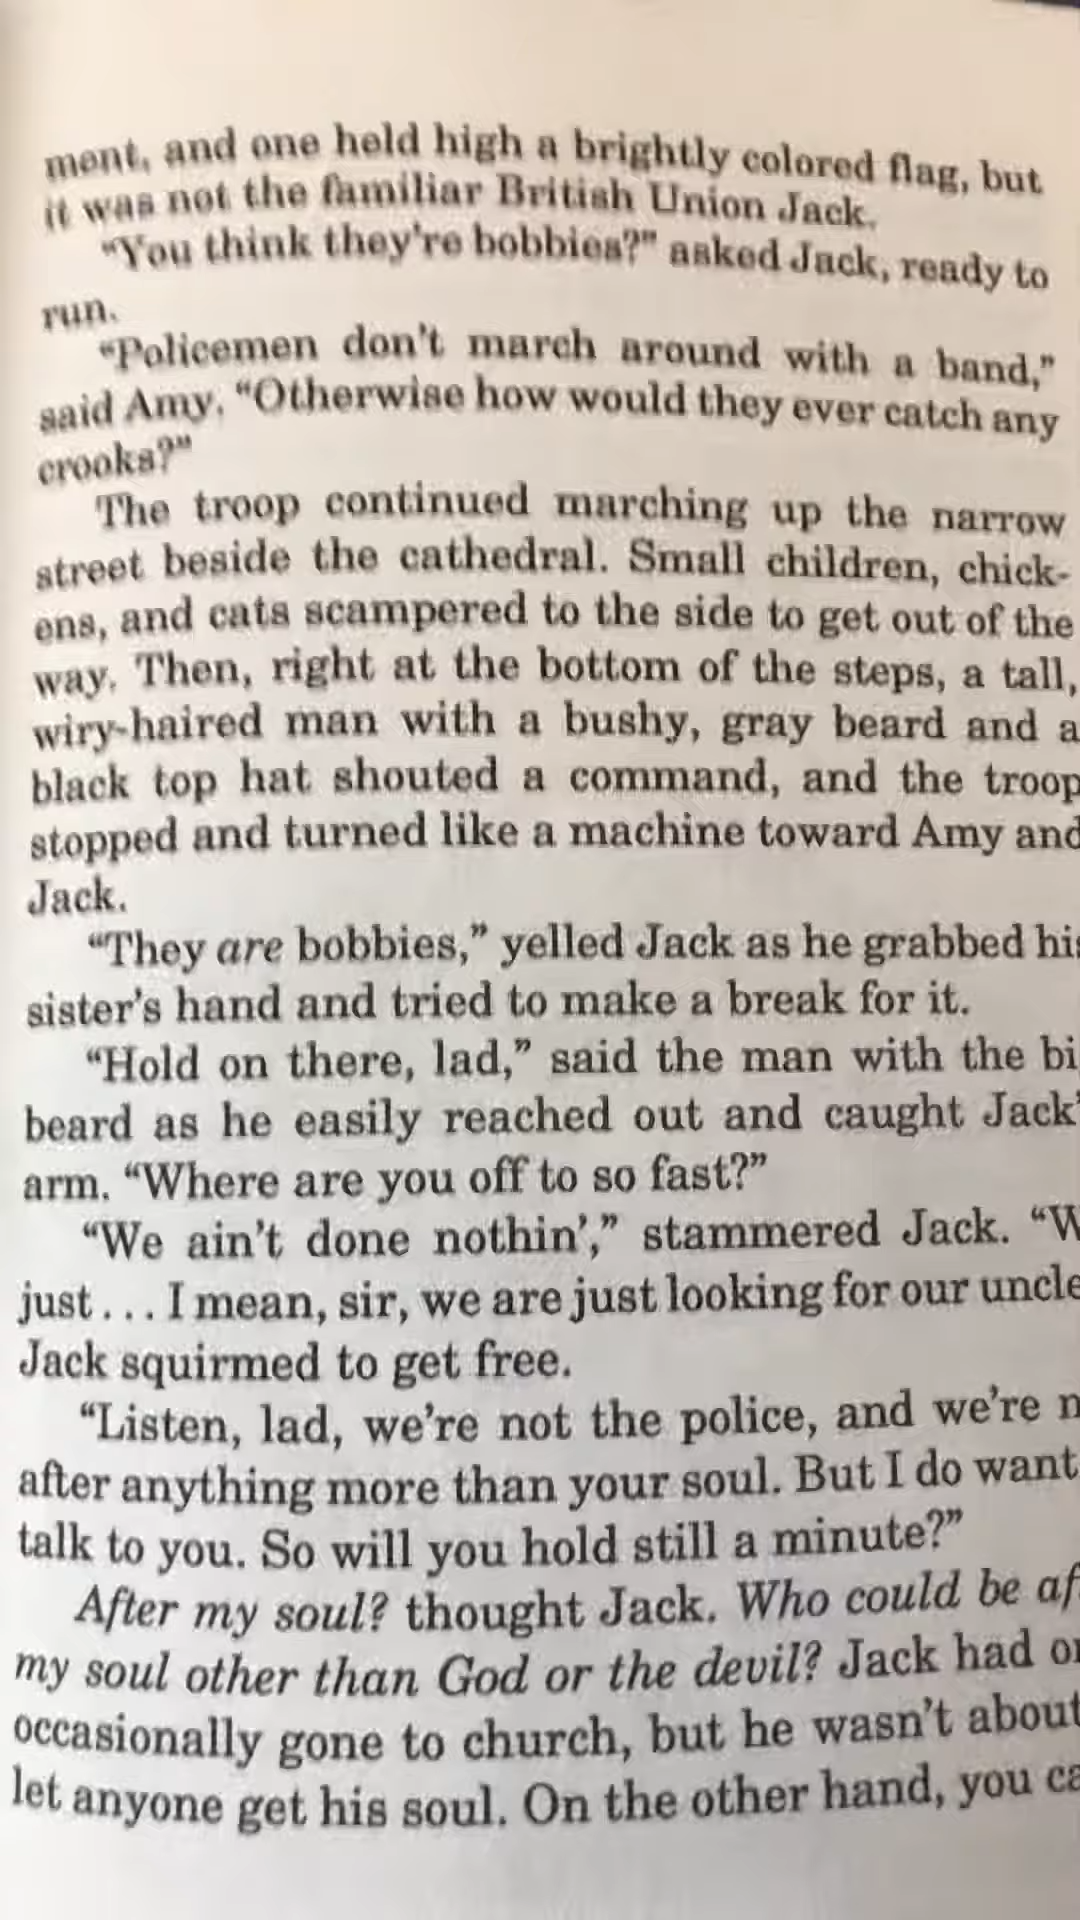 ment, and one held high a brightly colored flag, but
it was not the familiar British Union Jack.
"You think they're bobbies?" asked Jack, ready to
run.
"Policemen don't march around with a band,"
said Amy. "Otherwise how would they ever catch any
crooks?"
The troop continued marching up the narrow
street beside the cathedral. Small children, chick-
ens, and cats scampered to the side to get out of the
way. Then, right at the bottom of the steps, a tall,
wiry-haired man with a bushy, gray beard and a
black top hat shouted a command, and the troop
stopped and turned like a machine toward Amy and
Jack.
"They are bobbies," yelled Jack as he grabbed his
sister's hand and tried to make a break for it.
"Hold on there, lad," said the man with the bi
beard as he easily reached out and caught Jack'
arm. "Where are you off to so fast?"
"We ain't done nothin'," stammered Jack. "W
just . . . I mean, sir, we are just looking for our uncle
Jack squirmed to get free.
"Listen, lad, we're not the police, and we're n
after anything more than your soul. But I do want
talk to you. So will you hold still a minute?"
After my soul? thought Jack. Who could be af
my soul other than God or the devil? Jack had on
occasionally gone to church, but he wasn't about
let anyone get his soul. On the other hand, you ca